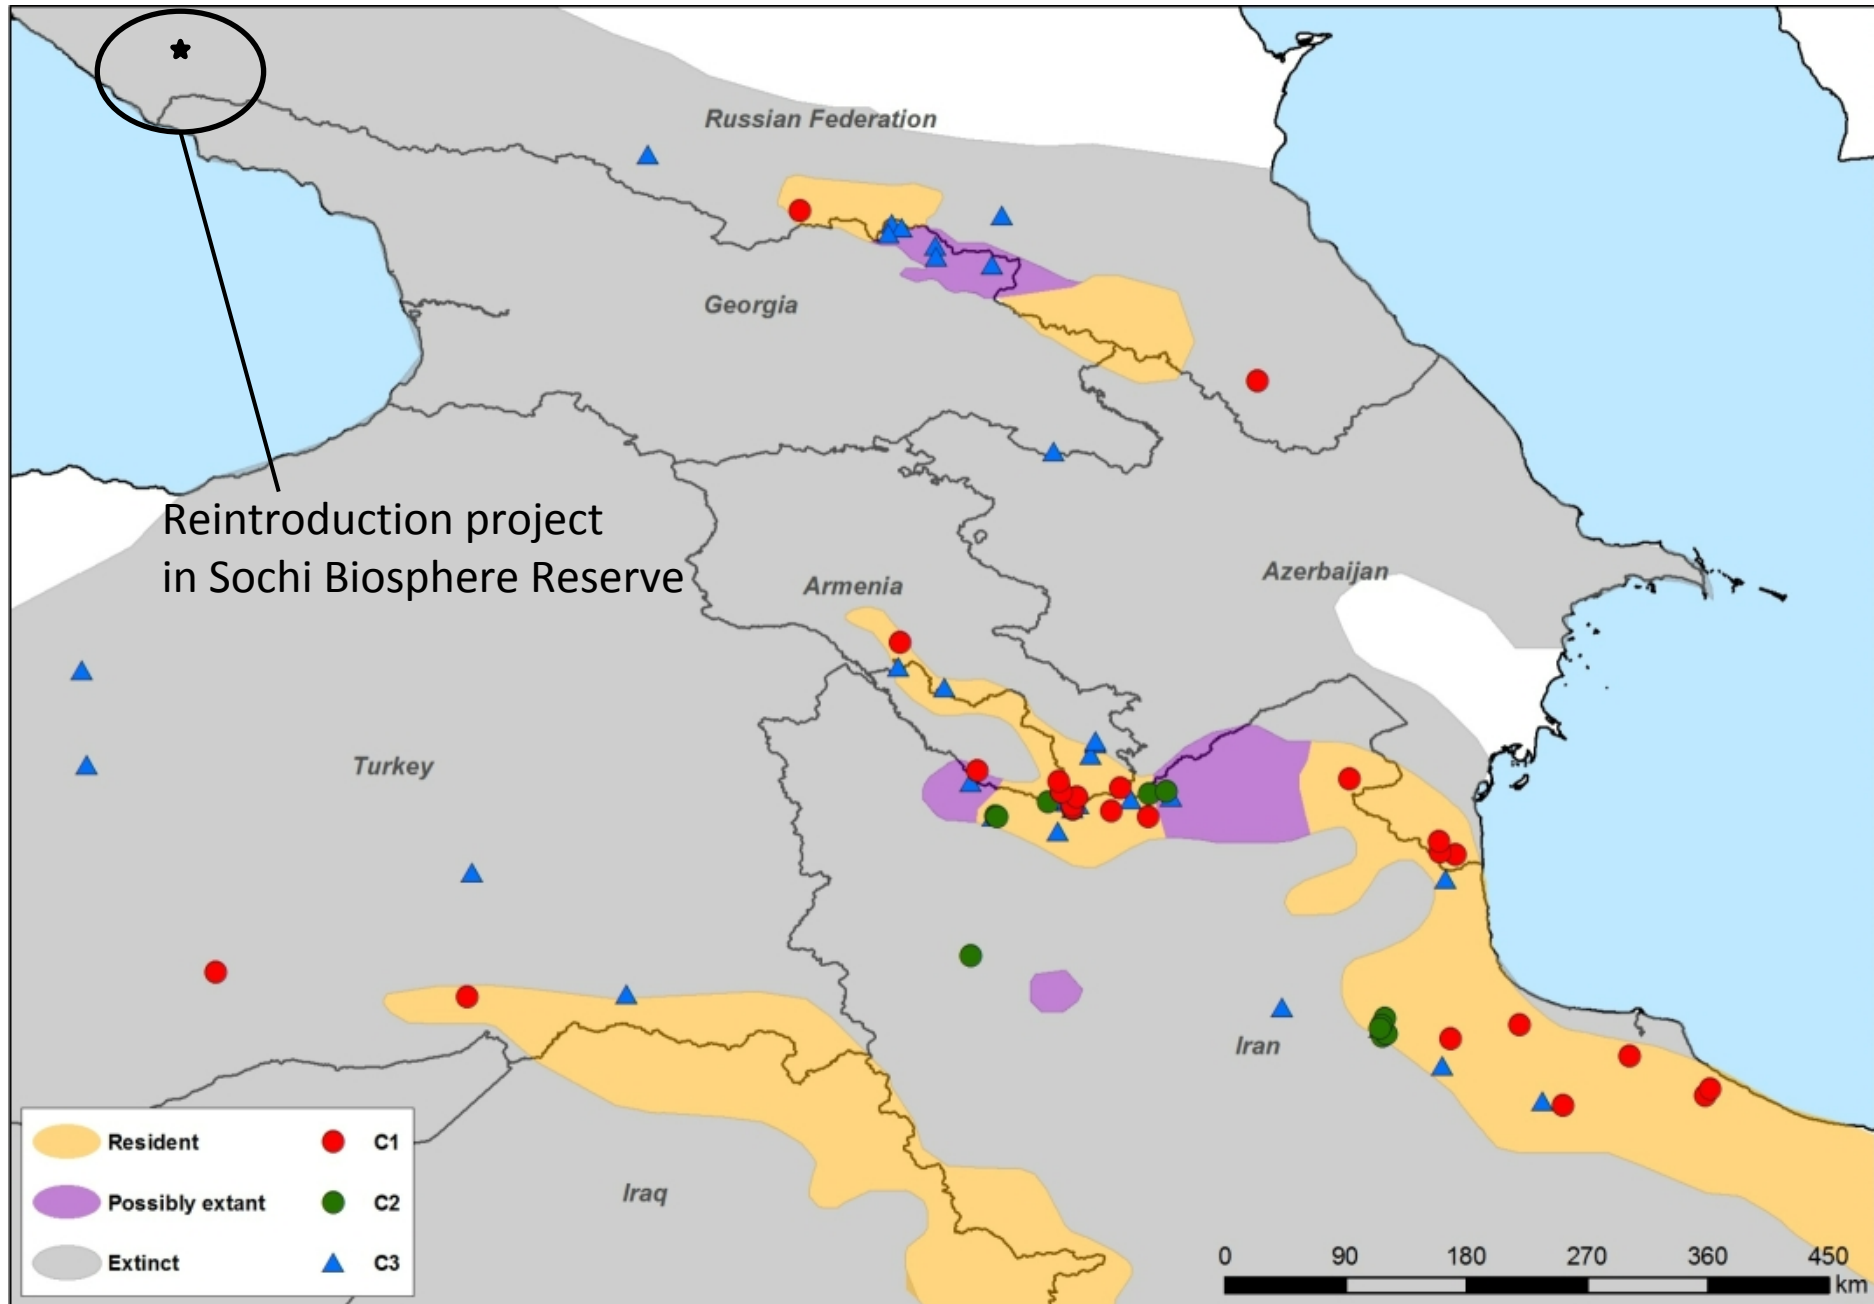 Russian Federation
Georgia
Reintroduction project
in Sochi Biosphere Reserve
Armenia
Azerbaijan
Turkey
Iran
Iraq
Resident
C1
Possibly extant
C2
Extinct
C3
0 90 180 270 360 450
km